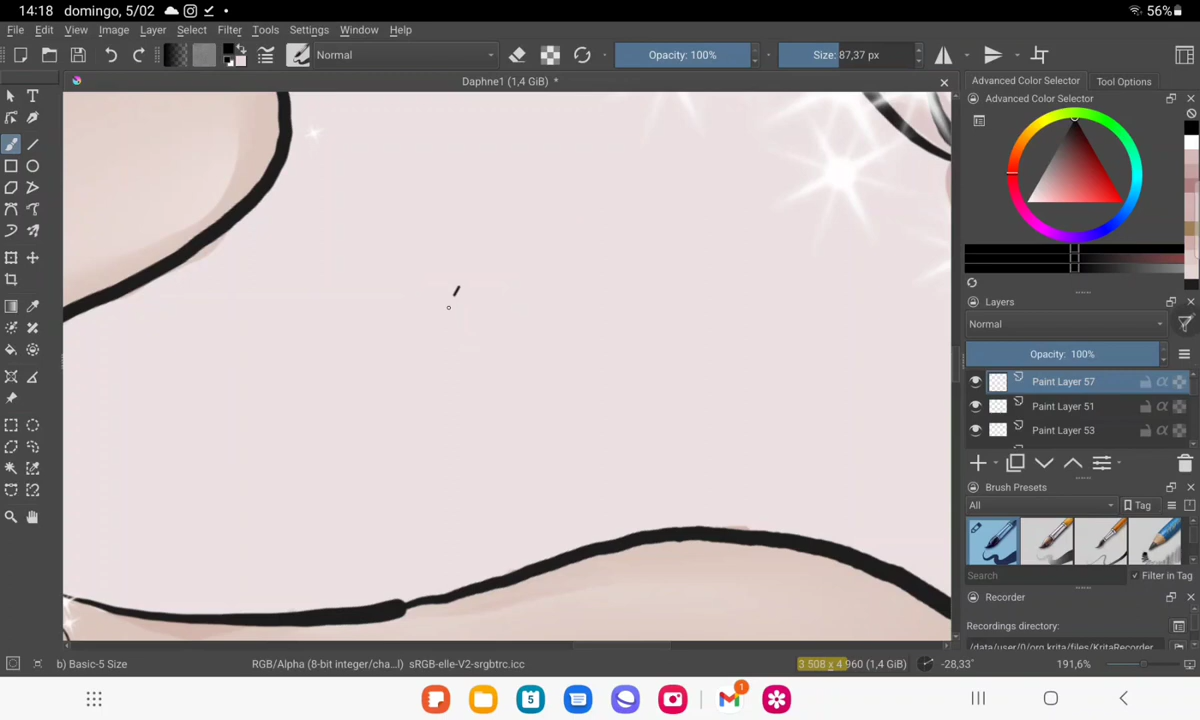 14:18 domingo, 5/02 56%
File Edit View Image Layer Select Filter Tools Settings Window Help
Normal Opacity: 100% Size: 87,37 px
Daphne1 (1,4 GiB) *
Advanced Color Selector Tool Options
Advanced Color Selector
Layers
Normal
Opacity: 100%
Paint Layer 57
Paint Layer 51
Paint Layer 53
Brush Presets
All Tag
Search Filter in Tag
Recorder
Recordings directory:
/data/user/0/org.krita/files/KritaRecorder
b) Basic-5 Size RGB/Alpha (8-bit integer/cha...) sRGB-elle-V2-srgbtrc.icc 3 508 x 4 960 (1,4 GiB) -28,33° 191,6%
5 1